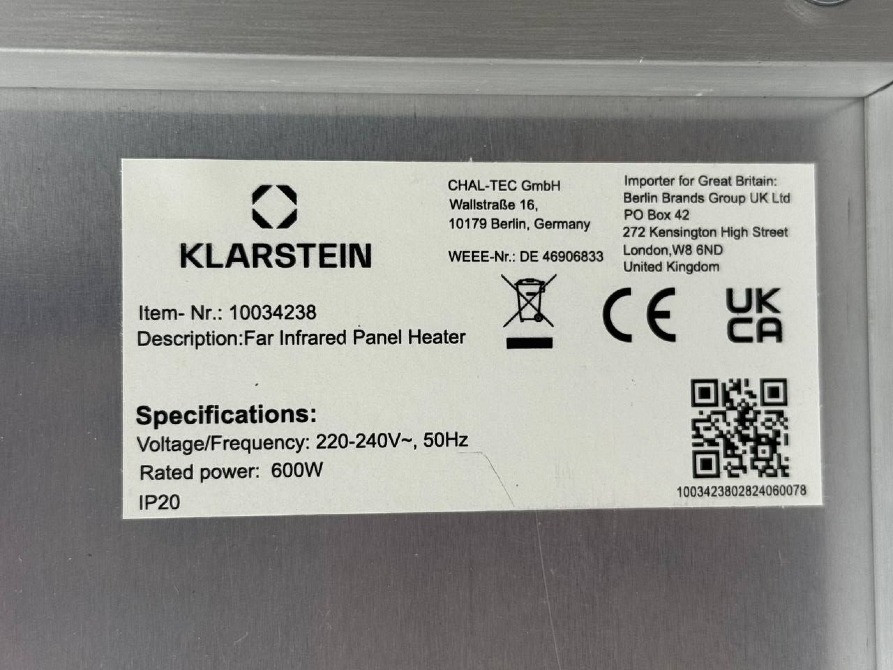 KLARSTEIN
CHAL-TEC GmbH
Wallstraße 16,
10179 Berlin, Germany
WEEE-Nr.: DE 46906833
Importer for Great Britain:
Berlin Brands Group UK Ltd
PO Box 42
272 Kensington High Street
London,W8 6ND
United Kingdom
Item- Nr.: 10034238
Description:Far Infrared Panel Heater
CE
UK
CA
Specifications:
Voltage/Frequency: 220-240V~, 50Hz
Rated power: 600W
IP20
1003423802824060078